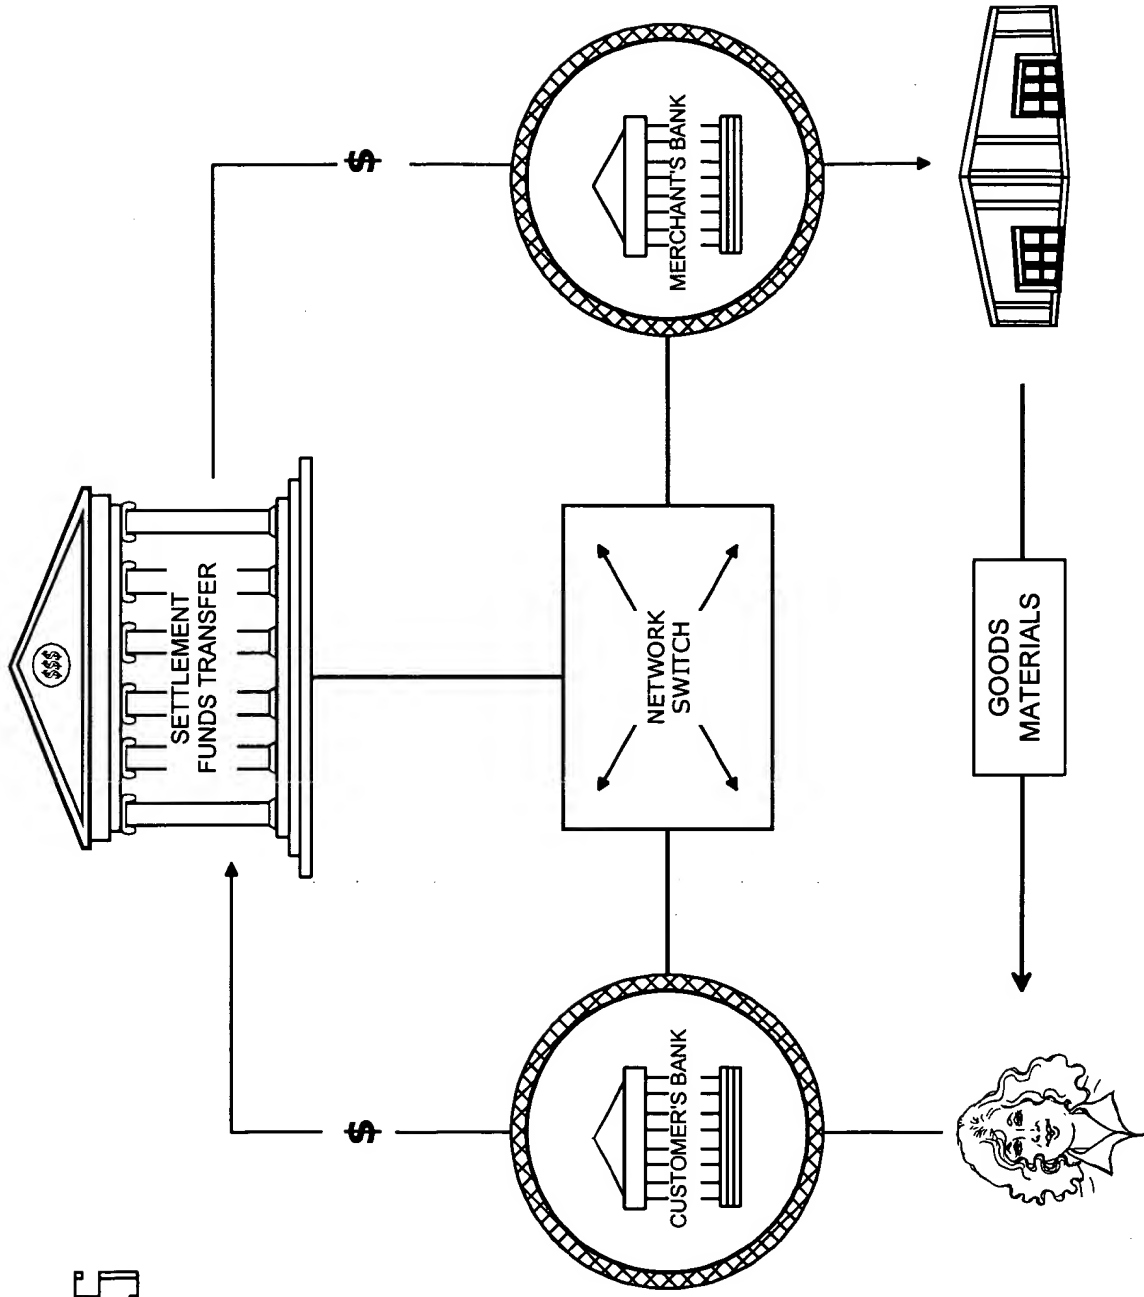 $$$
SETTLEMENT
FUNDS TRANSFER
$
$
CUSTOMER'S BANK
NETWORK
SWITCH
MERCHANT'S BANK
GOODS
MATERIALS